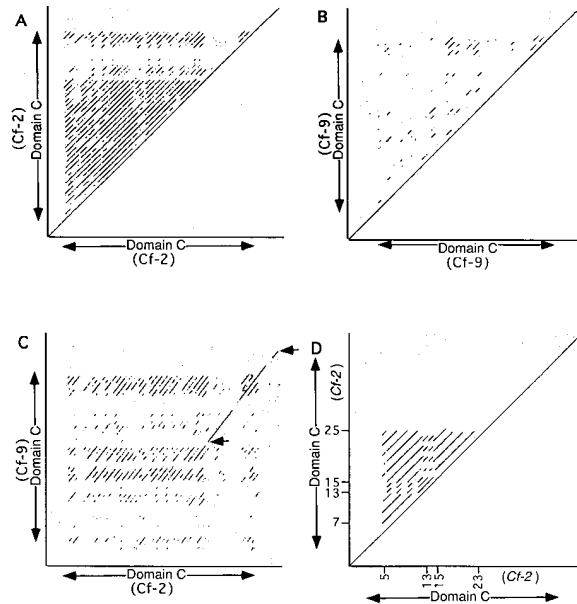 A
(Cf-2)
Domain C
Domain C
(Cf-2)
B
(Cf-9)
Domain C
Domain C
(Cf-9)
C
(Cf-9)
Domain C
Domain C
(Cf-2)
D
(Cf-2)
Domain C
25
15
13
7
5
13
15
23
(Cf-2)
Domain C